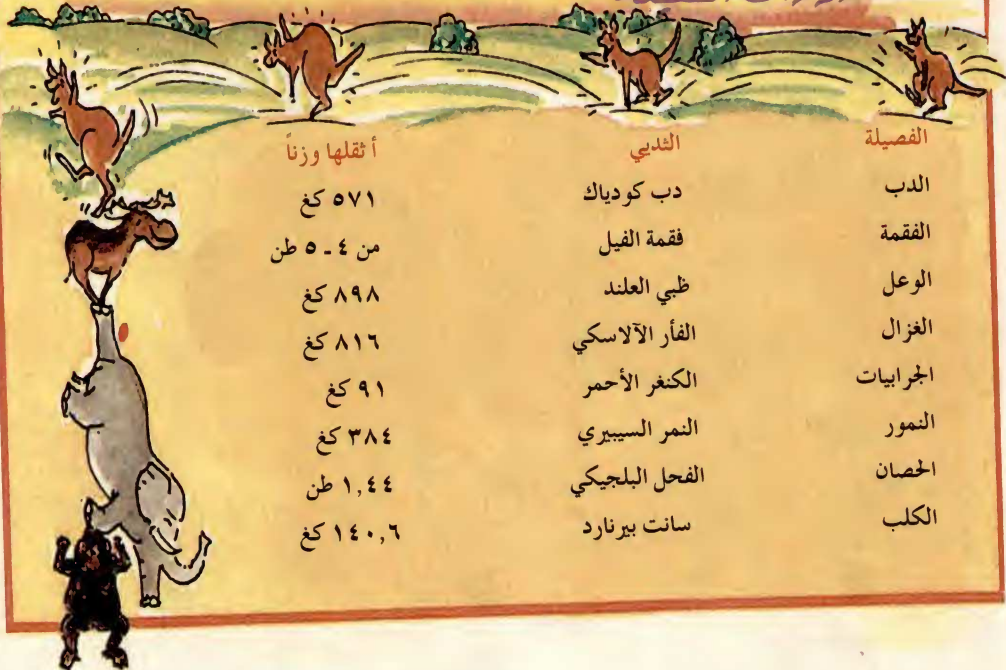 الفصيلة الثديي أثقلها وزناً
الدب دب كودياك ٥٧١ كغ
الفقمة فقمة الفيل من ٤ ـ ٥ طن
الوعل ظبي العلند ٨٩٨ كغ
الغزال الفأر الآلاسكي ٨١٦ كغ
الجرابيات الكنغر الأحمر ٩١ كغ
النمور النمر السيبيري ٣٨٤ كغ
الحصان الفحل البلجيكي ١,٤٤ طن
الكلب سانت بيرنارد ١٤٠,٦ كغ